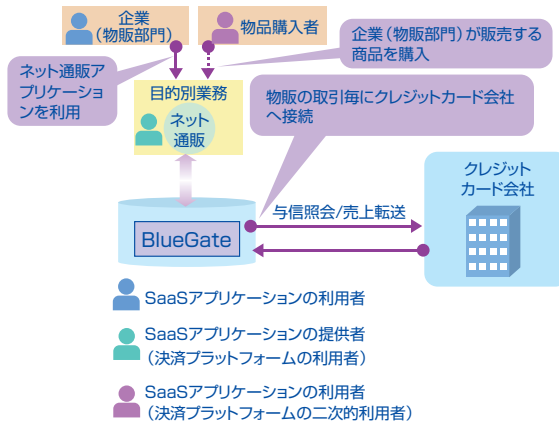 企業
（物販部門）
物品購入者
企業（物販部門）が販売する
商品を購入
ネット通販ア
プリケーショ
ンを利用
目的別業務
ネット
通販
物販の取引毎にクレジットカード会社
へ接続
クレジット
カード会社
与信照会/売上転送
BlueGate
SaaSアプリケーションの利用者
SaaSアプリケーションの提供者
（決済プラットフォームの利用者）
SaaSアプリケーションの利用者
（決済プラットフォームの二次的利用者）